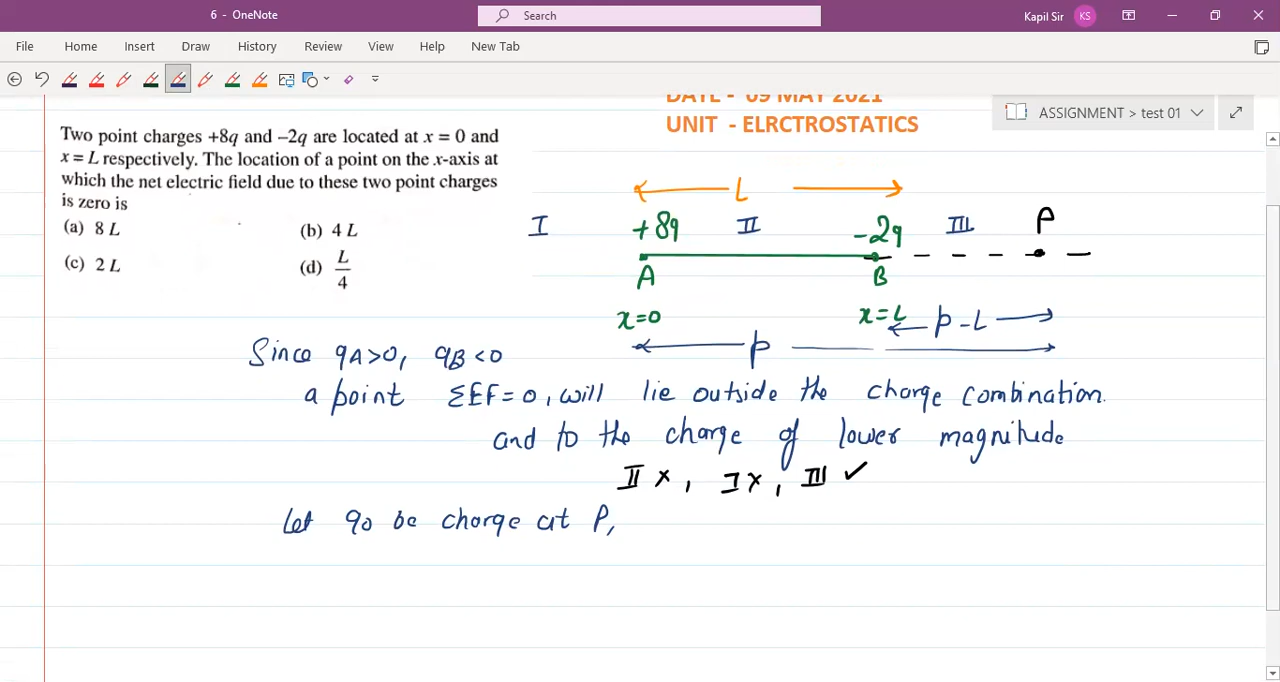 6 - OneNote
Search
Kapil Sir
KS
File Home Insert Draw History Review View Help New Tab
DATE - 09 MAY 2021
UNIT - ELRCTROSTATICS
ASSIGNMENT > test 01
Two point charges +8q and −2q are located at x = 0 and
x = L respectively. The location of a point on the x-axis at
which the net electric field due to these two point charges
is zero is
(a) 8 L (b) 4 L
(c) 2 L (d) L/4
L
I +8q II -2q III P
A B
x=0 x=L p-L
p
Since qA>0, qB<0
a point ΣEF=0, will lie outside the charge combination.
and to the charge of lower magnitude
II x, I x, III ✓
Let q0 be charge at P,